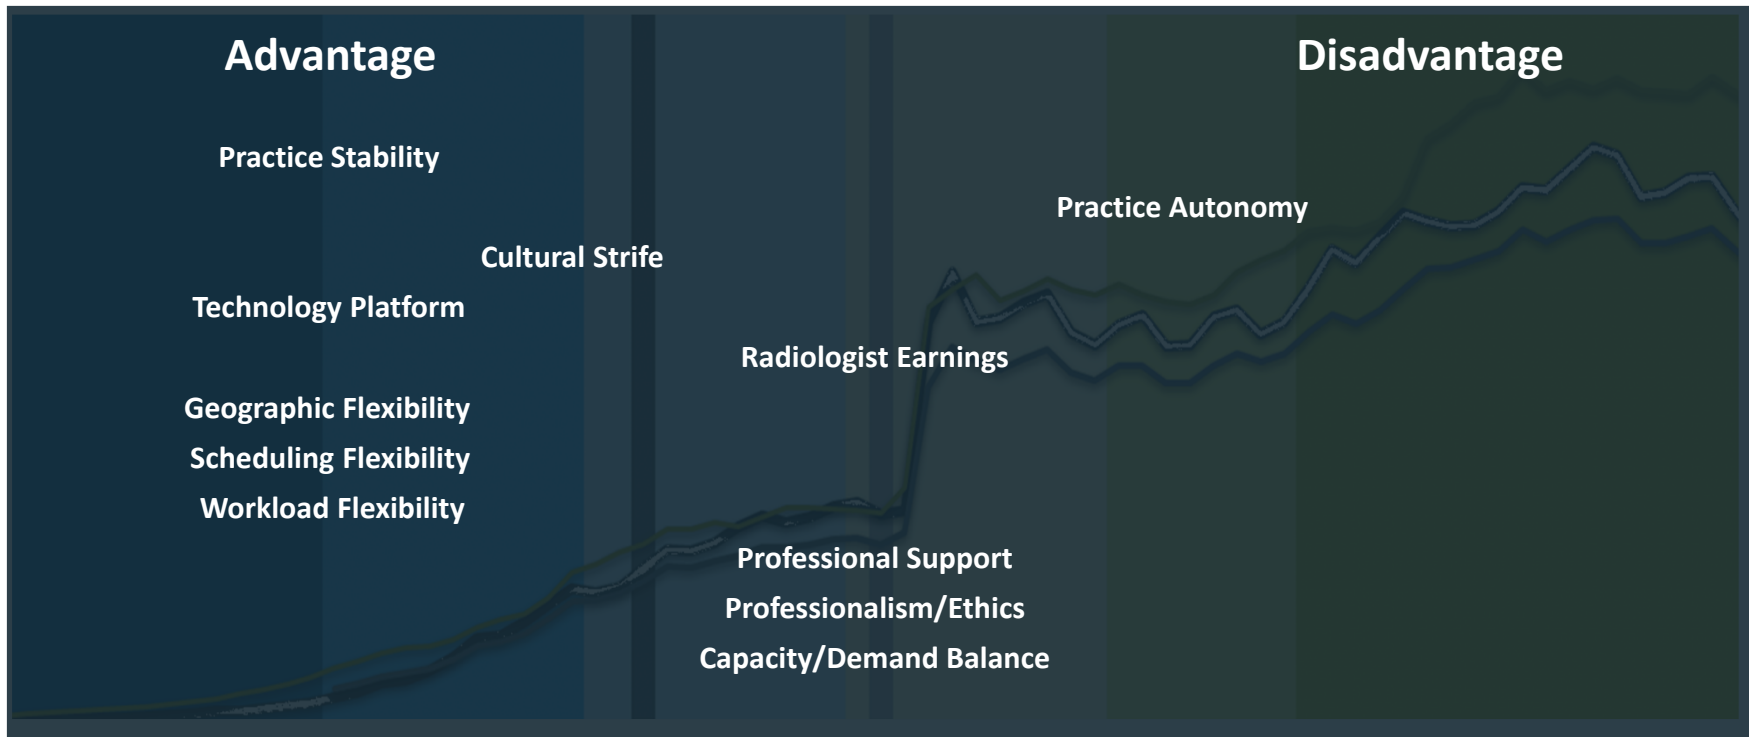 Advantage
Disadvantage
Practice Stability
Practice Autonomy
Cultural Strife
Technology Platform
Radiologist Earnings
Geographic Flexibility
Scheduling Flexibility
Workload Flexibility
Professional Support
Professionalism/Ethics
Capacity/Demand Balance